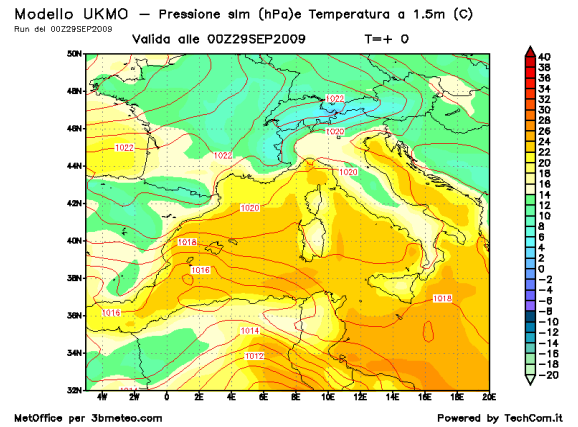 Modello UKMO – Pressione slm (hPa)e Temperatura a 1.5m (C)
Run del 00Z29SEP2009
Valida alle 00Z29SEP2009 T=+ 0
50N
48N
46N
44N
42N
40N
38N
36N
34N
32N
4W 2W 0 2E 4E 6E 8E 10E 12E 14E 16E 18E 20E
1022
1020
1022
1022
1020
1020
1018
1016
1018
1016
1014
1012
40
38
36
34
32
30
28
26
24
22
20
18
16
14
12
10
8
6
4
2
0
−2
−4
−6
−8
−10
−12
−14
−16
−18
−20
MetOffice per 3bmeteo.com
Powered by TechCom.it